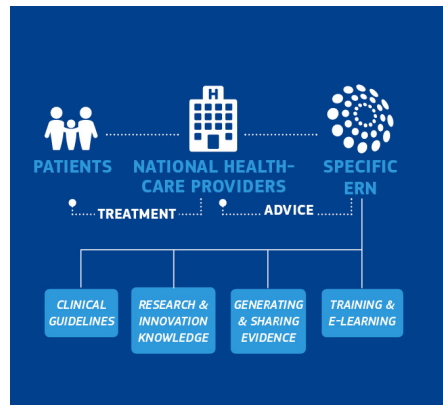 H
PATIENTS
NATIONAL HEALTH-
CARE PROVIDERS
SPECIFIC
ERN
TREATMENT
ADVICE
CLINICAL
GUIDELINES
RESEARCH &
INNOVATION
KNOWLEDGE
GENERATING
& SHARING
EVIDENCE
TRAINING &
E-LEARNING